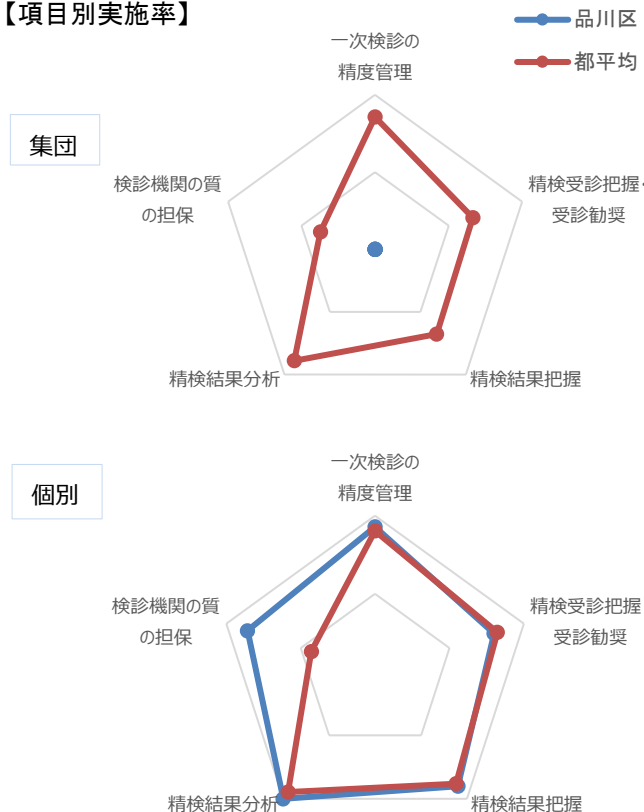 【項目別実施率】
品川区
都平均
集団
一次検診の
精度管理
精検受診把握・
受診勧奨
精検結果把握
精検結果分析
検診機関の質
の担保
個別
一次検診の
精度管理
精検受診把握
受診勧奨
精検結果把握
精検結果分析
検診機関の質
の担保